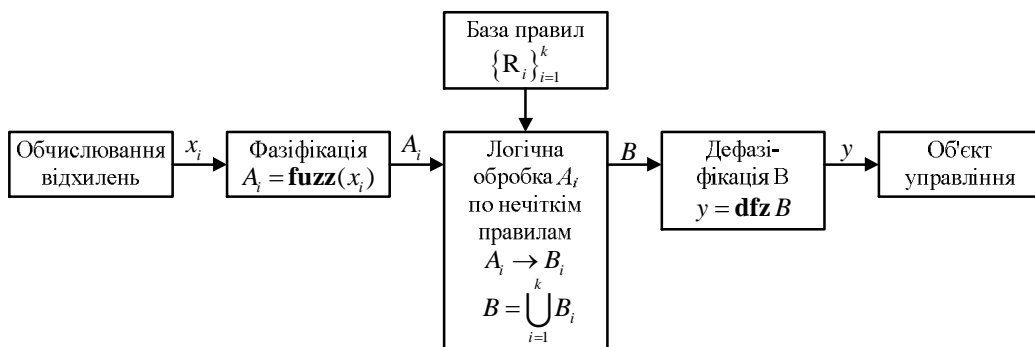 База правил
{R_i}_{i=1}^{k}
Обчислювання
відхилень
x_i
Фазіфікація
A_i = fuzz(x_i)
A_i
Логічна
обробка A_i
по нечіткім
правилам
A_i → B_i
B = ⋃_{i=1}^{k} B_i
B
Дефазі-
фікація В
y = dfz B
y
Об'єкт
управління